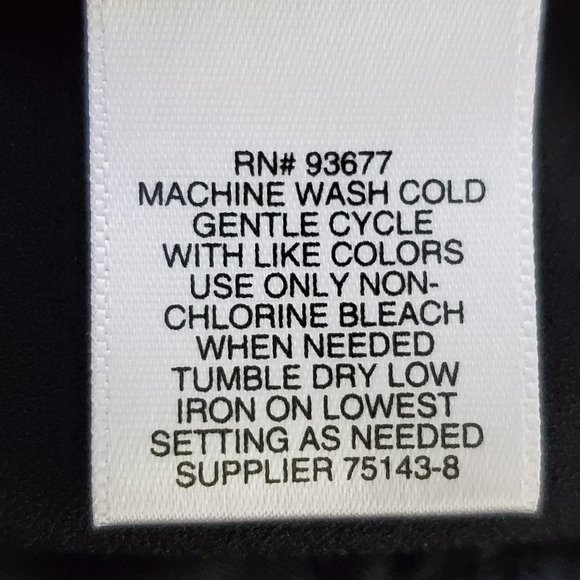 RN# 93677
MACHINE WASH COLD
GENTLE CYCLE
WITH LIKE COLORS
USE ONLY NON-
CHLORINE BLEACH
WHEN NEEDED
TUMBLE DRY LOW
IRON ON LOWEST
SETTING AS NEEDED
SUPPLIER 75143-8